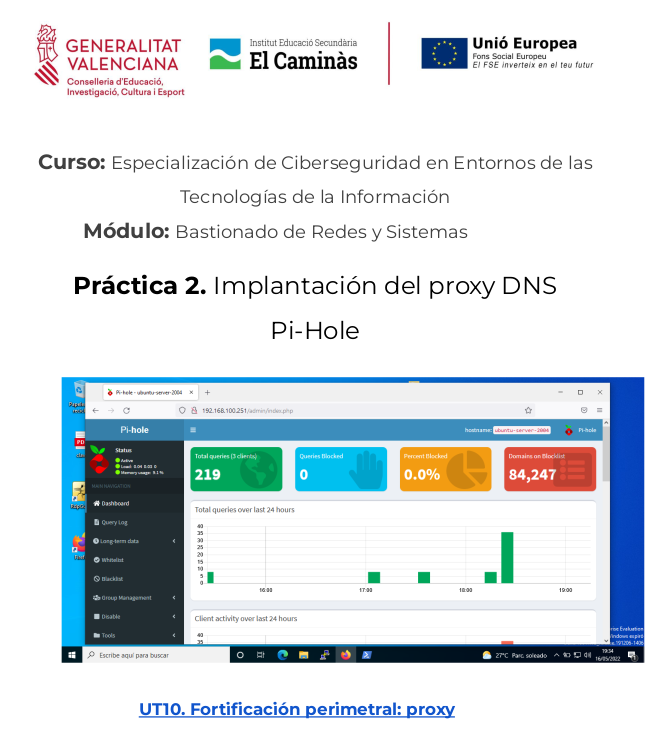 GENERALITAT
VALENCIANA
Conselleria d'Educació,
Investigació, Cultura i Esport
Institut Educació Secundària
El Caminàs
Unió Europea
Fons Social Europeu
El FSE inverteix en el teu futur
Curso: Especialización de Ciberseguridad en Entornos de las
Tecnologías de la Información
Módulo: Bastionado de Redes y Sistemas
Práctica 2. Implantación del proxy DNS
Pi-Hole
Pi-hole - ubuntu-server-2004
192.168.100.251/admin/index.php
Pi-hole
hostname: ubuntu-server-2004 Pi-hole
Status
Active
Load: 0.04 0.03 0
Memory usage: 9.1 %
MAIN NAVIGATION
Dashboard
Query Log
Long-term data
Whitelist
Blacklist
Group Management
Disable
Tools
Total queries (3 clients)
219
Queries Blocked
0
Percent Blocked
0.0%
Domains on Blocklist
84,247
Total queries over last 24 hours
40
35
30
25
20
15
10
5
0
16:00 17:00 18:00 19:00
Client activity over last 24 hours
40
35
Escribe aquí para buscar
27°C Parc. soleado
19:34
16/05/2022
UT10. Fortificación perimetral: proxy